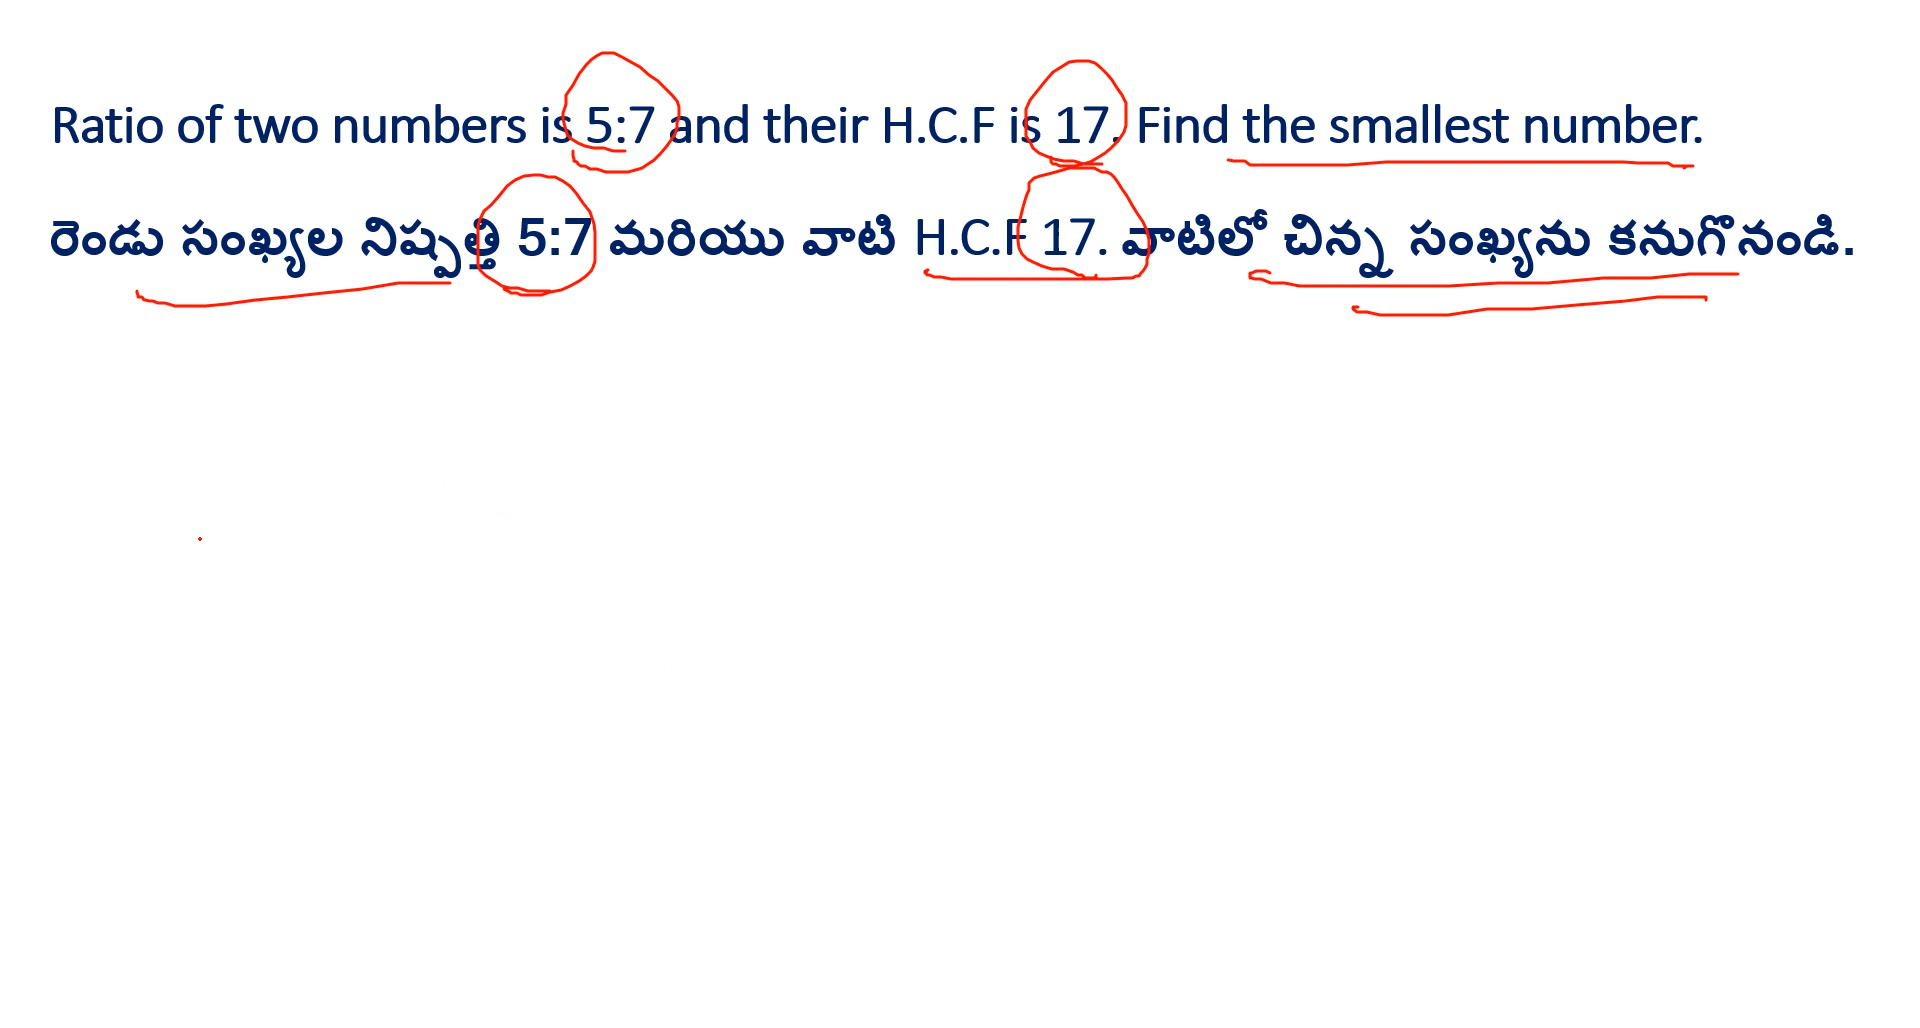 Ratio of two numbers is 5:7 and their H.C.F is 17. Find the smallest number.
రెండు సంఖ్యల నిష్పత్తి 5:7 మరియు వాటి H.C.F 17. వాటిలో చిన్న సంఖ్యను కనుగొనండి.